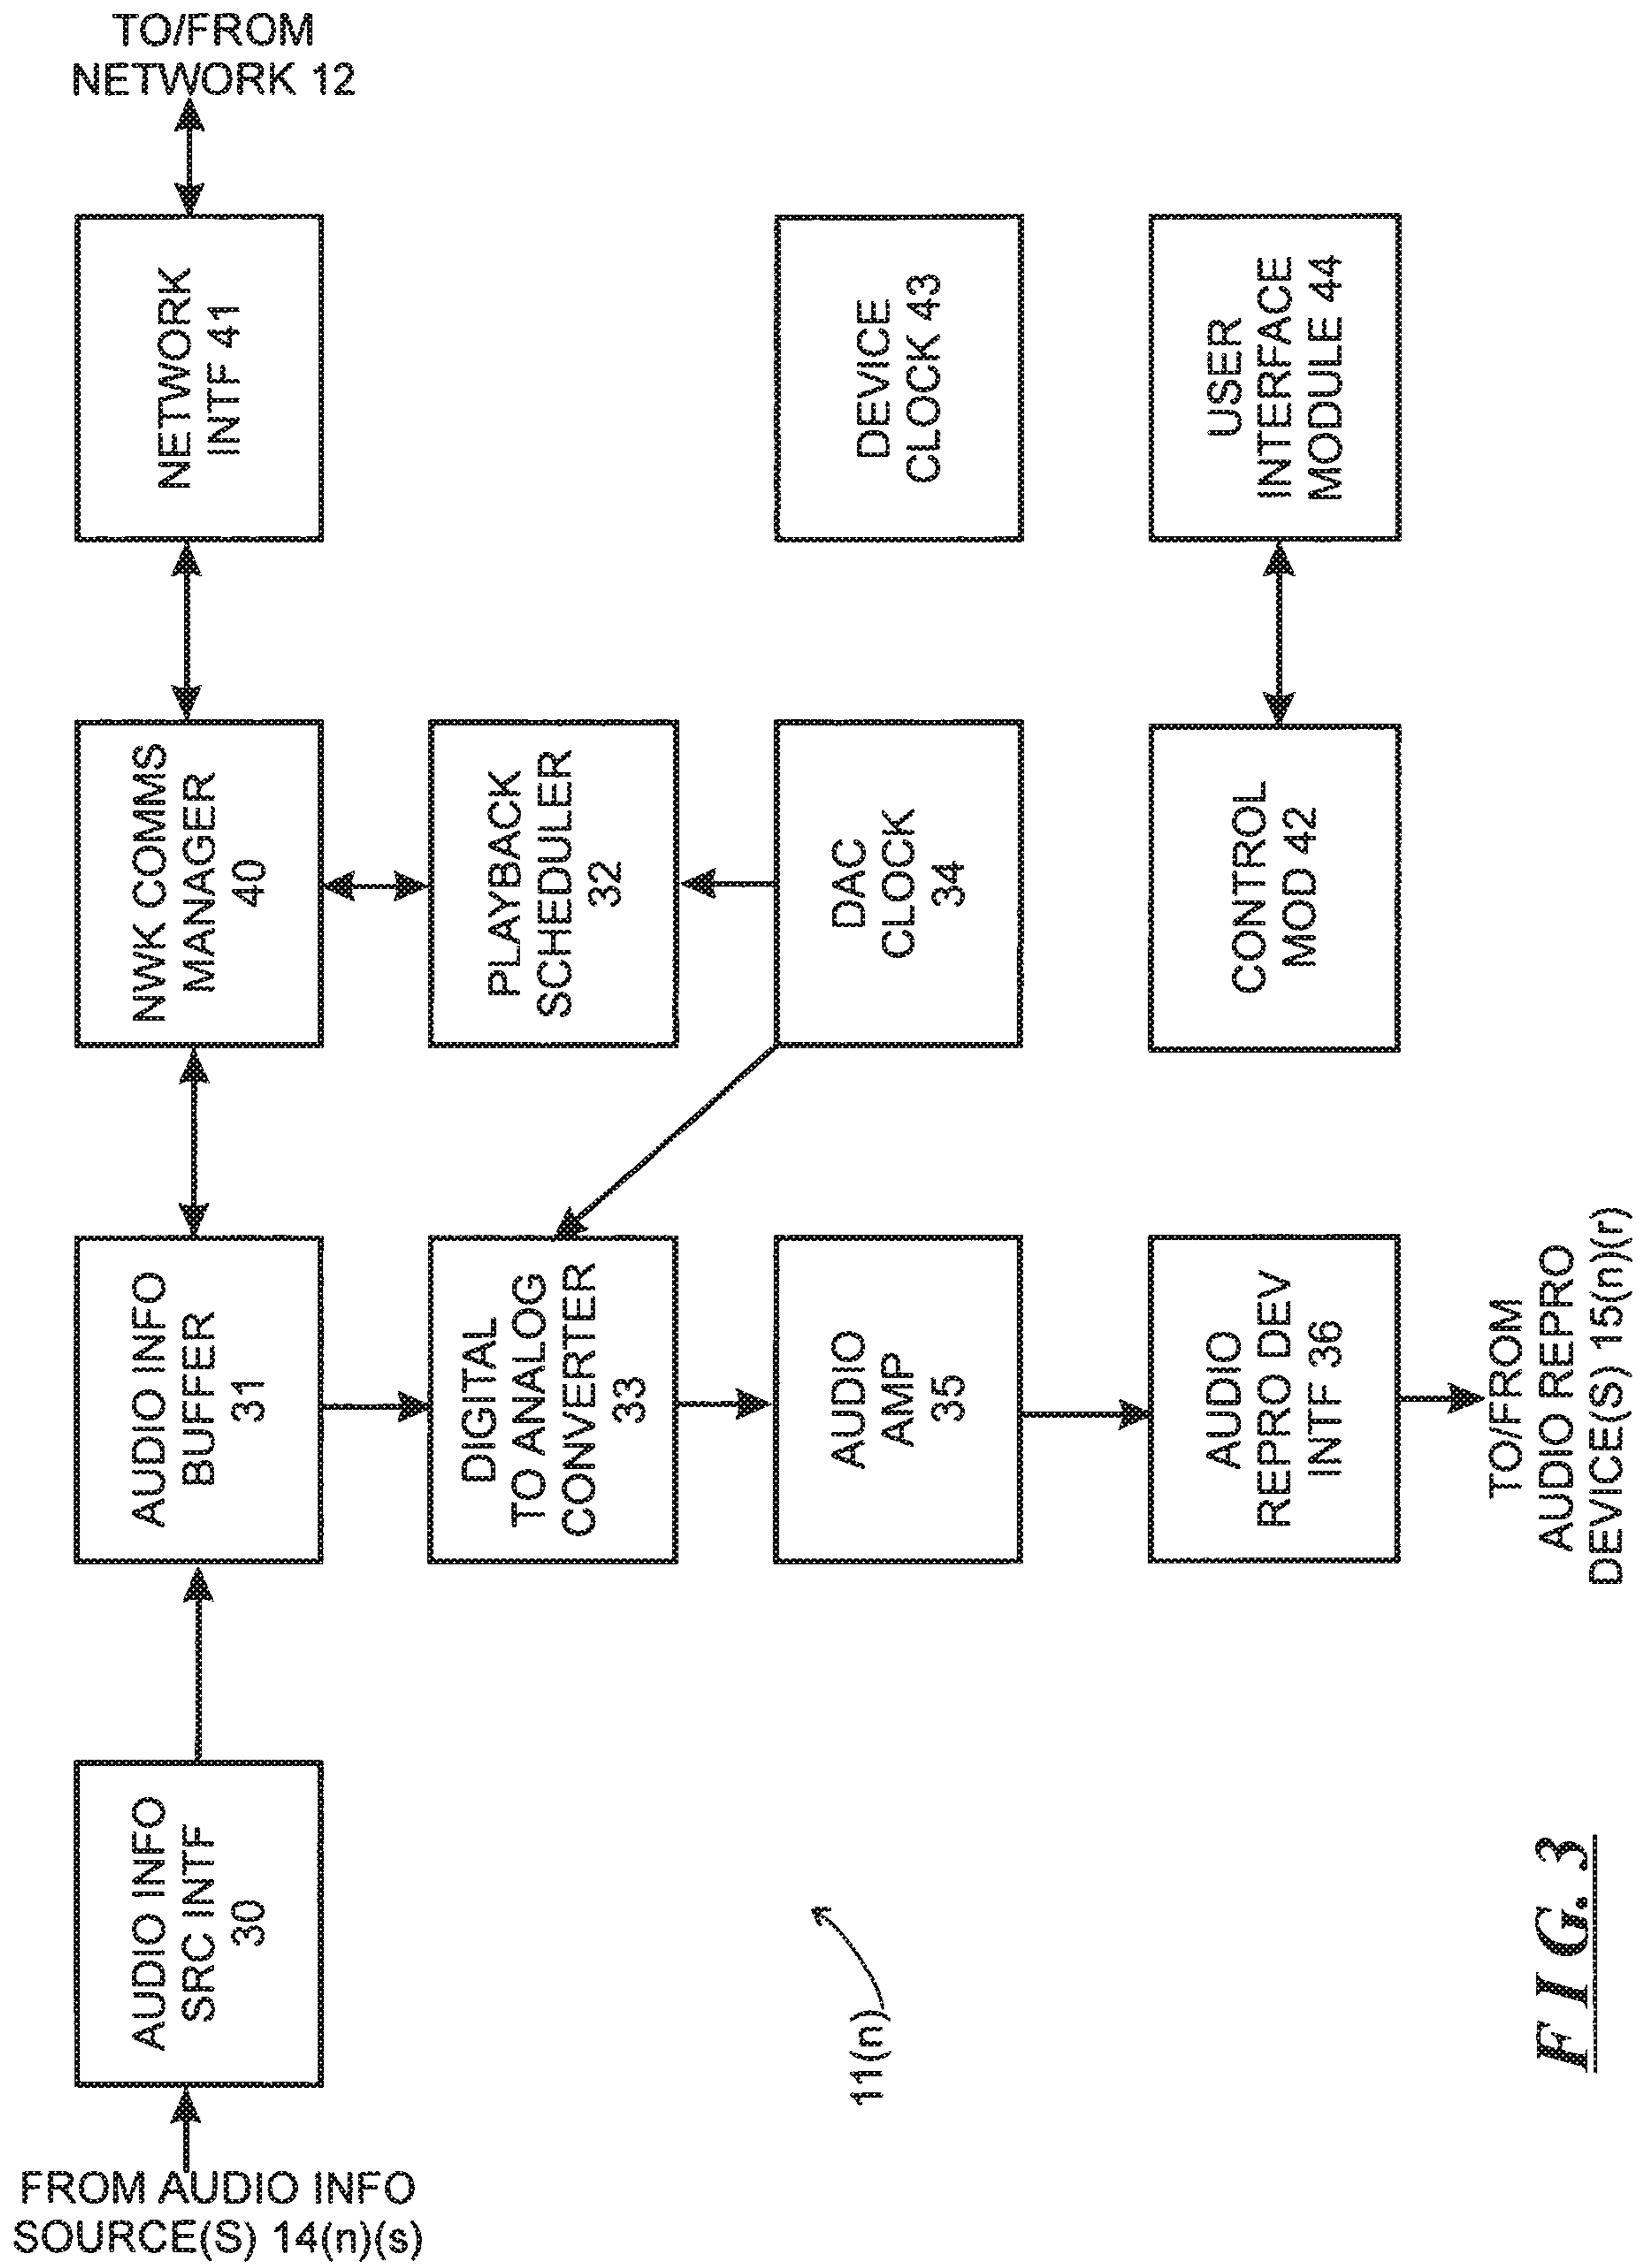 TO/FROM
NETWORK 12
NETWORK
INTF 41
DEVICE
CLOCK 43
USER
INTERFACE
MODULE 44
NWK COMMS
MANAGER
40
PLAYBACK
SCHEDULER
32
DAC
CLOCK
34
CONTROL
MOD 42
AUDIO INFO
BUFFER
31
DIGITAL
TO ANALOG
CONVERTER
33
AUDIO
AMP
35
AUDIO
REPRO DEV
INTF 36
TO/FROM
AUDIO REPRO
DEVICE(S) 15(n)(r)
AUDIO INFO
SRC INTF
30
11(n)
FROM AUDIO INFO
SOURCE(S) 14(n)(s)
FIG. 3